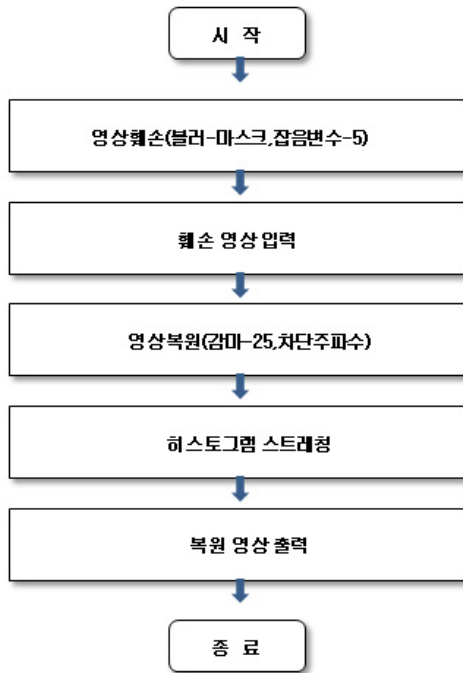 시 작
영상훼손(블러-마스크,잡음변수-5)
훼손 영상 입력
영상복원(감마-25,차단주파수)
히스토그램 스트레칭
복원 영상 출력
종 료